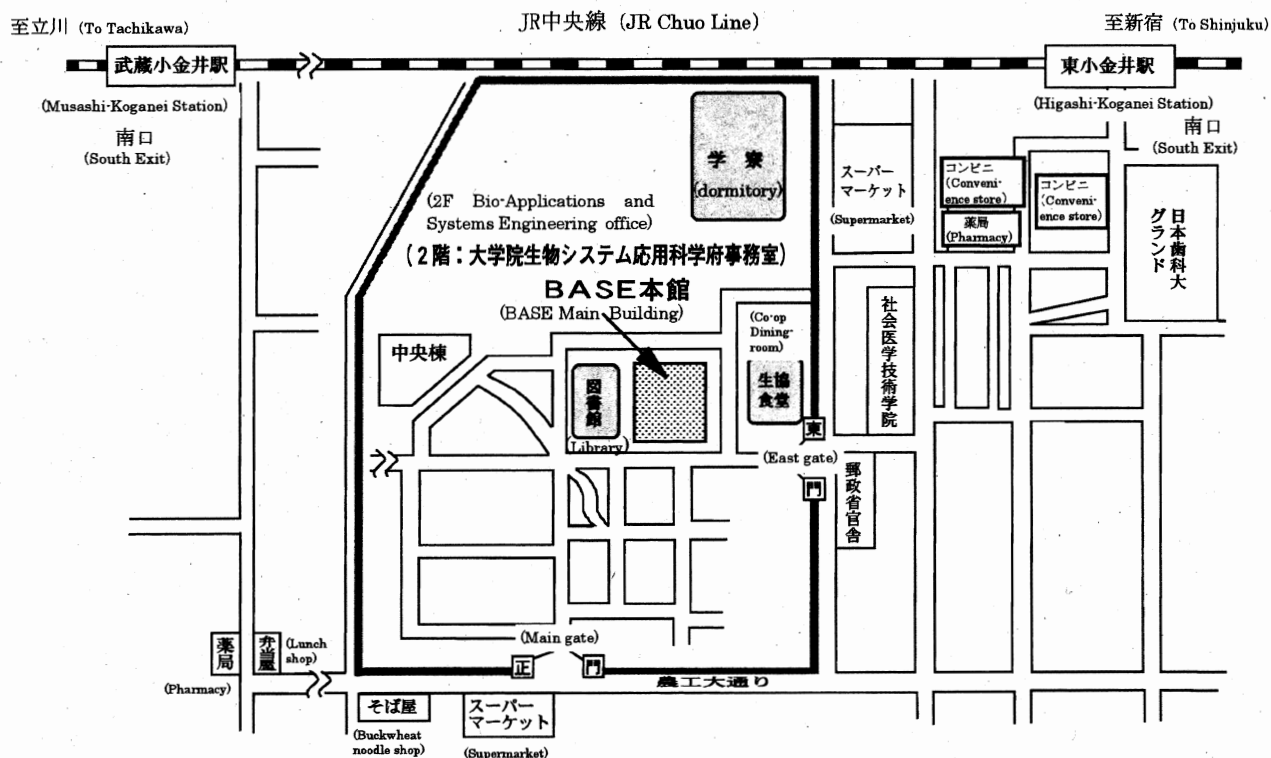 JR中央線 (JR Chuo Line)
至立川 (To Tachikawa)
至新宿 (To Shinjuku)
武蔵小金井駅
東小金井駅
(Musashi-Koganei Station)
(Higashi-Koganei Station)
南口
(South Exit)
南口
(South Exit)
学 寮
(dormitory)
スーパー
マーケット
(Supermarket)
コンビニ
(Conveni-
ence store)
薬局
(Pharmacy)
コンビニ
(Conveni-
ence store)
日本歯科大
グランド
(2F Bio-Applications and
Systems Engineering office)
(2階:大学院生物システム応用科学府事務室)
BASE本館
(BASE Main Building)
中央棟
図書館
(Library)
(Co-op
Dining-
room)
生協
食堂
社会医学技術学院
東
(East gate)
門
郵政省官舎
薬局
(Pharmacy)
弁当屋
(Lunch
shop)
(Main gate)
正
門
農工大通り
そば屋
(Buckwheat
noodle shop)
スーパー
マーケット
(Supermarket)